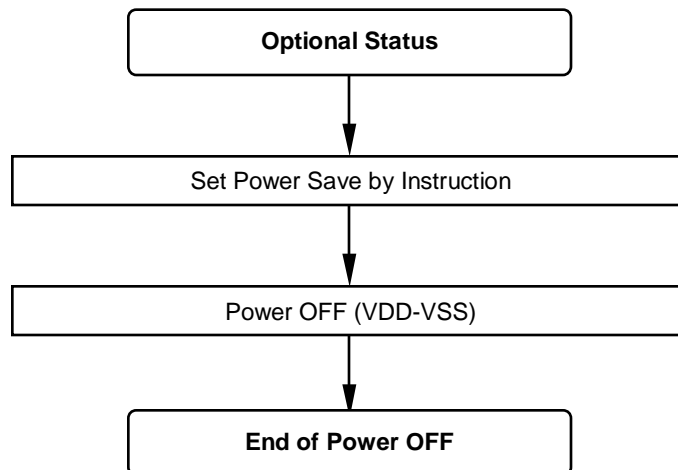 Optional Status
Set Power Save by Instruction
Power OFF (VDD-VSS)
End of Power OFF